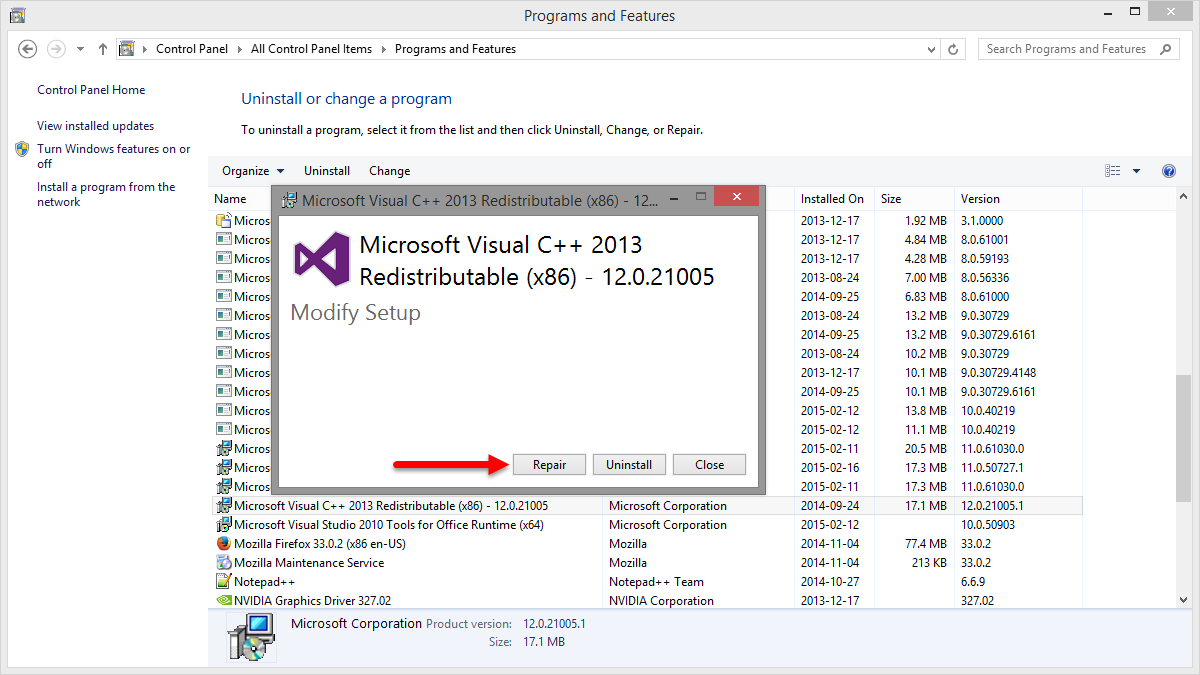 Programs and Features
Control Panel All Control Panel Items Programs and Features
Search Programs and Features
Control Panel Home
View installed updates
Turn Windows features on or
off
Install a program from the
network
Uninstall or change a program
To uninstall a program, select it from the list and then click Uninstall, Change, or Repair.
Organize Uninstall Change
Name Installed On Size Version
Microsoft Visual C++ 2013 Redistributable (x86) - 12...
Microsoft Visual C++ 2013
Redistributable (x86) - 12.0.21005
Modify Setup
Repair Uninstall Close
Micros 2013-12-17 1.92 MB 3.1.0000
Micros 2013-12-17 4.84 MB 8.0.61001
Micros 2013-12-17 4.28 MB 8.0.59193
Micros 2013-08-24 7.00 MB 8.0.56336
Micros 2014-09-25 6.83 MB 8.0.61000
Micros 2013-08-24 13.2 MB 9.0.30729
Micros 2014-09-25 13.2 MB 9.0.30729.6161
Micros 2013-08-24 10.2 MB 9.0.30729
Micros 2013-12-17 10.1 MB 9.0.30729.4148
Micros 2014-09-25 10.1 MB 9.0.30729.6161
Micros 2015-02-12 13.8 MB 10.0.40219
Micros 2015-02-12 11.1 MB 10.0.40219
Micros 2015-02-11 20.5 MB 11.0.61030.0
Micros 2015-02-16 17.3 MB 11.0.50727.1
Micros 2015-02-11 17.3 MB 11.0.61030.0
Microsoft Visual C++ 2013 Redistributable (x86) - 12.0.21005 Microsoft Corporation 2014-09-24 17.1 MB 12.0.21005.1
Microsoft Visual Studio 2010 Tools for Office Runtime (x64) Microsoft Corporation 2015-02-12 10.0.50903
Mozilla Firefox 33.0.2 (x86 en-US) Mozilla 2014-11-04 77.4 MB 33.0.2
Mozilla Maintenance Service Mozilla 2014-11-04 213 KB 33.0.2
Notepad++ Notepad++ Team 2014-10-27 6.6.9
NVIDIA Graphics Driver 327.02 NVIDIA Corporation 2013-12-17 327.02
Microsoft Corporation Product version: 12.0.21005.1
Size: 17.1 MB